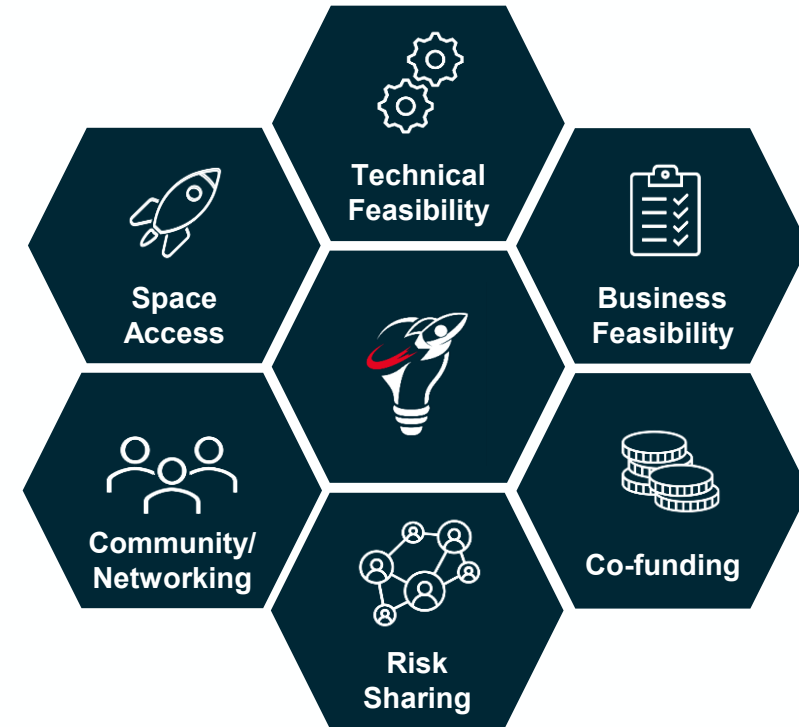 Technical
Feasibility
Space
Access
Business
Feasibility
Community/
Networking
Co-funding
Risk
Sharing